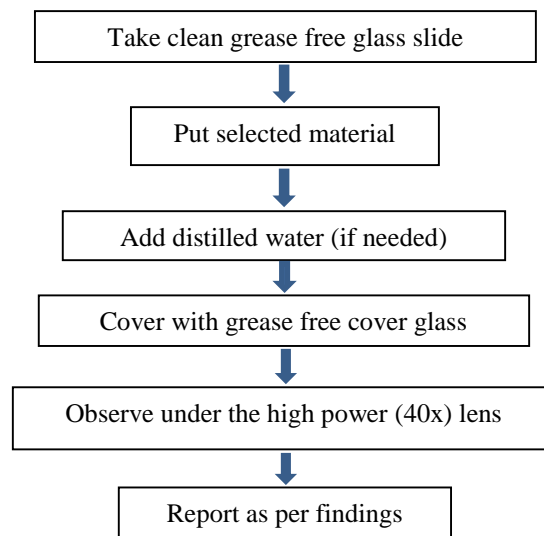 Take clean grease free glass slide
Put selected material
Add distilled water (if needed)
Cover with grease free cover glass
Observe under the high power (40x) lens
Report as per findings